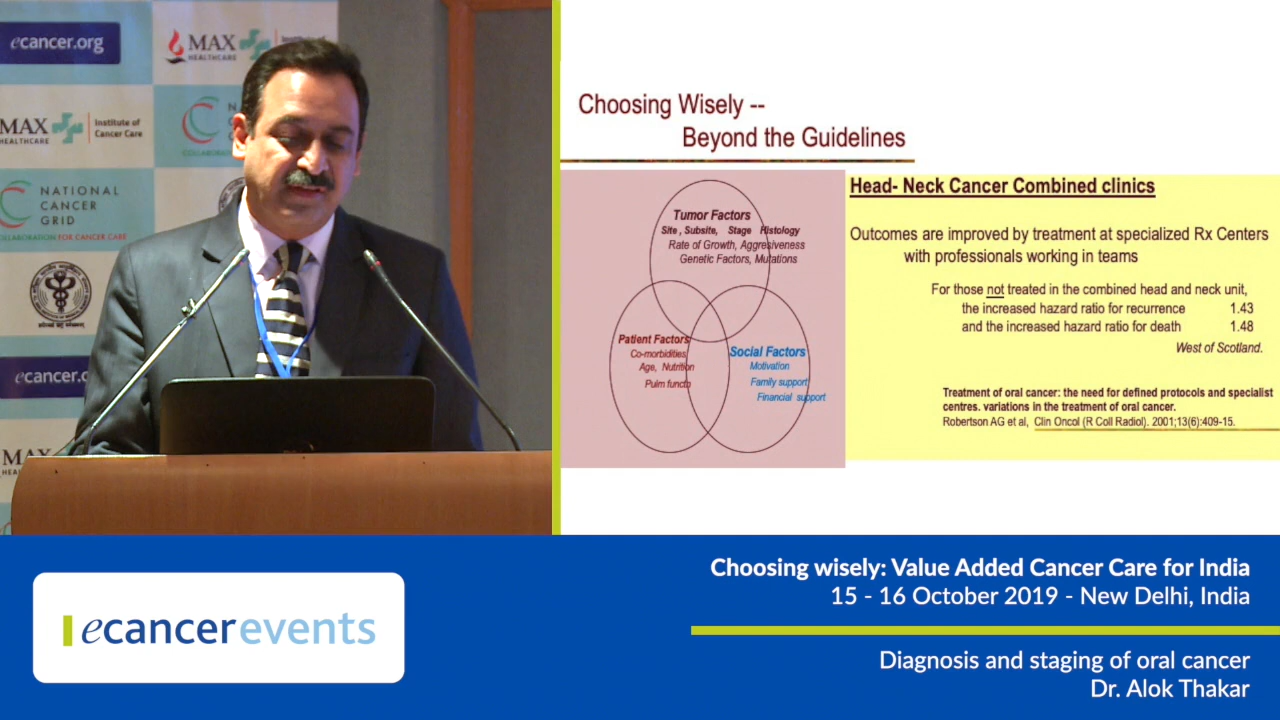 ecancer.org
MAX
HEALTHCARE
MAX
HEALTHCARE
Institute of
Cancer Care
NATIONAL
CANCER
GRID
COLLABORATION FOR CANCER CARE
ecancer.
MAX
Choosing Wisely --
Beyond the Guidelines
Tumor Factors
Site , Subsite, Stage Histology
Rate of Growth, Aggresiveness
Genetic Factors, Mutations
Patient Factors
Co-morbidities
Age, Nutrition
Pulm functn
Social Factors
Motivation
Family support
Financial support
Head- Neck Cancer Combined clinics
Outcomes are improved by treatment at specialized Rx Centers
with professionals working in teams
For those not treated in the combined head and neck unit,
the increased hazard ratio for recurrence 1.43
and the increased hazard ratio for death 1.48
West of Scotland.
Treatment of oral cancer: the need for defined protocols and specialist
centres. variations in the treatment of oral cancer.
Robertson AG et al, Clin Oncol (R Coll Radiol). 2001;13(6):409-15.
ecancerevents
Choosing wisely: Value Added Cancer Care for India
15 - 16 October 2019 - New Delhi, India
Diagnosis and staging of oral cancer
Dr. Alok Thakar